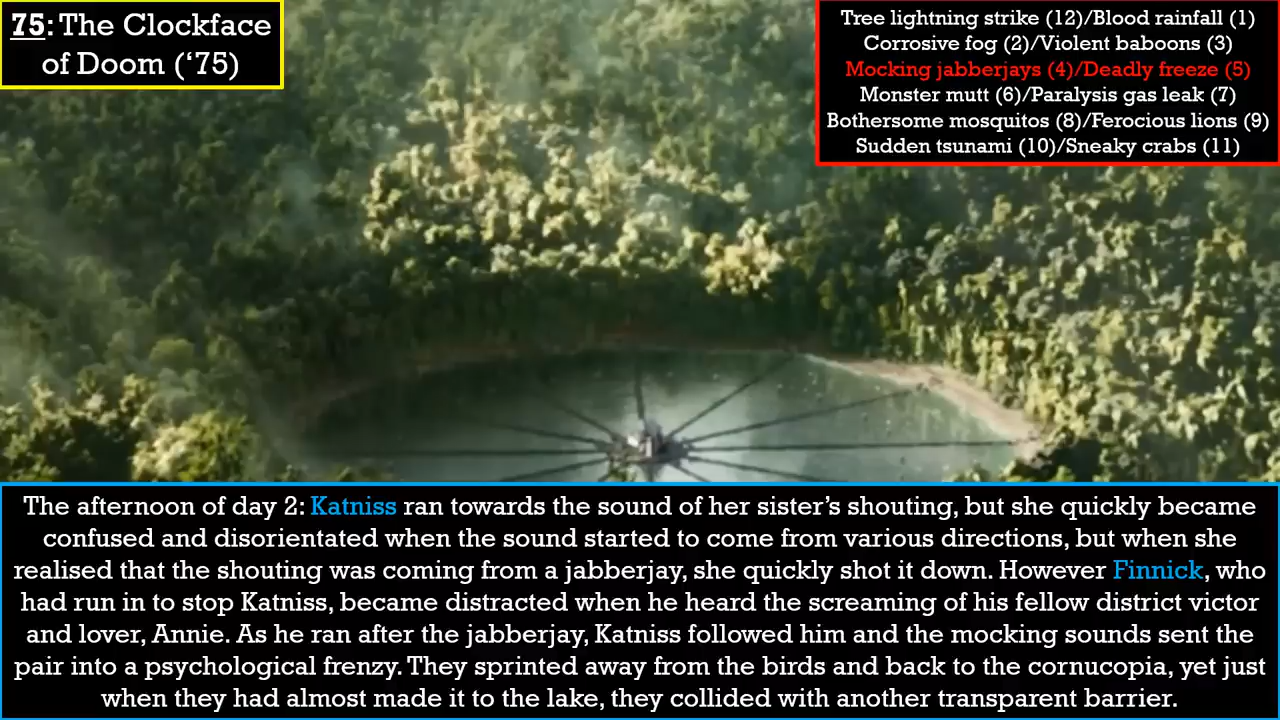 75: The Clockface
of Doom (‘75)
Tree lightning strike (12)/Blood rainfall (1)
Corrosive fog (2)/Violent baboons (3)
Mocking jabberjays (4)/Deadly freeze (5)
Monster mutt (6)/Paralysis gas leak (7)
Bothersome mosquitos (8)/Ferocious lions (9)
Sudden tsunami (10)/Sneaky crabs (11)
The afternoon of day 2: Katniss ran towards the sound of her sister’s shouting, but she quickly became
confused and disorientated when the sound started to come from various directions, but when she
realised that the shouting was coming from a jabberjay, she quickly shot it down. However Finnick, who
had run in to stop Katniss, became distracted when he heard the screaming of his fellow district victor
and lover, Annie. As he ran after the jabberjay, Katniss followed him and the mocking sounds sent the
pair into a psychological frenzy. They sprinted away from the birds and back to the cornucopia, yet just
when they had almost made it to the lake, they collided with another transparent barrier.